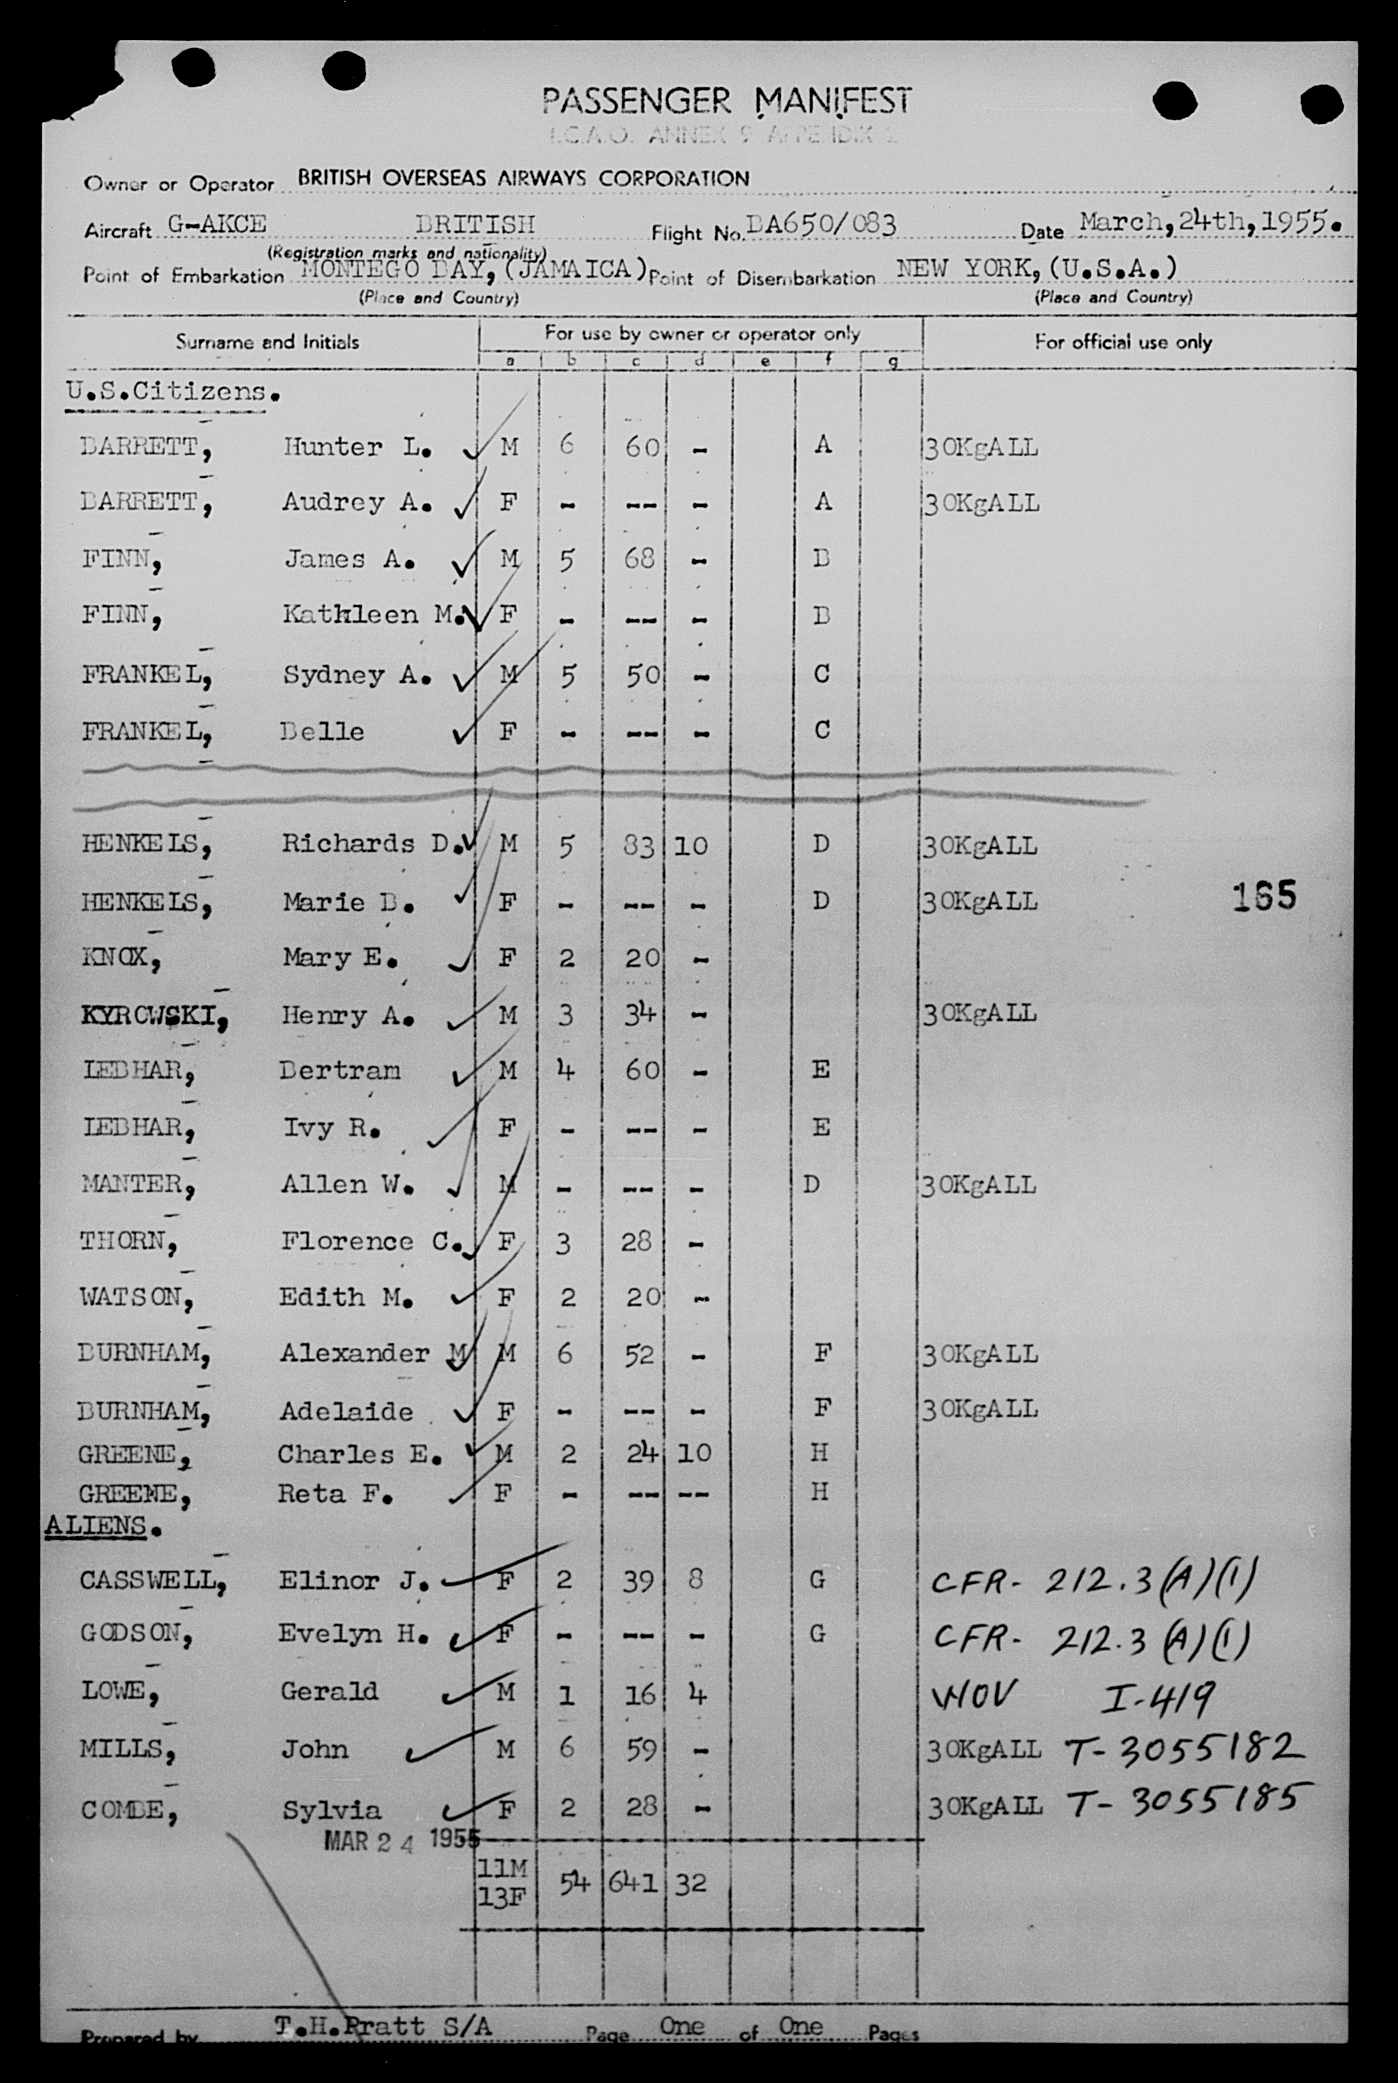 PASSENGER MANIFEST
I.C.A.O. ANNEX 9 APPENDIX 2
Owner or Operator BRITISH OVERSEAS AIRWAYS CORPORATION
Aircraft G-AKCE BRITISH Flight No. BA650/083 Date March,24th,1955.
(Registration marks and nationality)
Point of Embarkation MONTEGO BAY,(JAMAICA) Point of Disembarkation NEW YORK,(U.S.A.)
(Place and Country) (Place and Country)
Surname and Initials For use by owner or operator only For official use only
a b c d e f g
U.S.Citizens.
BARRETT, Hunter L. M 6 60 - A 30KgALL
BARRETT, Audrey A. F - -- - A 30KgALL
FINN, James A. M 5 68 - B
FINN, Kathleen M. F - -- - B
FRANKEL, Sydney A. M 5 50 - C
FRANKEL, Belle F - -- - C
HENKELS, Richards D. M 5 83 10 D 30KgALL
HENKELS, Marie B. F - -- - D 30KgALL 165
KNOX, Mary E. F 2 20 -
KYROWSKI, Henry A. M 3 34 - 30KgALL
LEBHAR, Bertram M 4 60 - E
LEBHAR, Ivy R. F - -- - E
MANTER, Allen W. M - -- - D 30KgALL
THORN, Florence C. F 3 28 -
WATSON, Edith M. F 2 20 -
BURNHAM, Alexander M M 6 52 - F 30KgALL
BURNHAM, Adelaide F - -- - F 30KgALL
GREENE, Charles E. M 2 24 10 H
GREENE, Reta F. F - -- -- H
ALIENS.
CASSWELL, Elinor J. F 2 39 8 G CFR- 212.3(A)(1)
GODSON, Evelyn H. F - -- - G CFR- 212.3(A)(1)
LOWE, Gerald M 1 16 4 WOV I-419
MILLS, John M 6 59 - 30KgALL T-3055182
COMBE, Sylvia F 2 28 - 30KgALL T-3055185
MAR 24 1955
11M
13F 54 641 32
Prepared by T.H.Pratt S/A Page One of One Pages